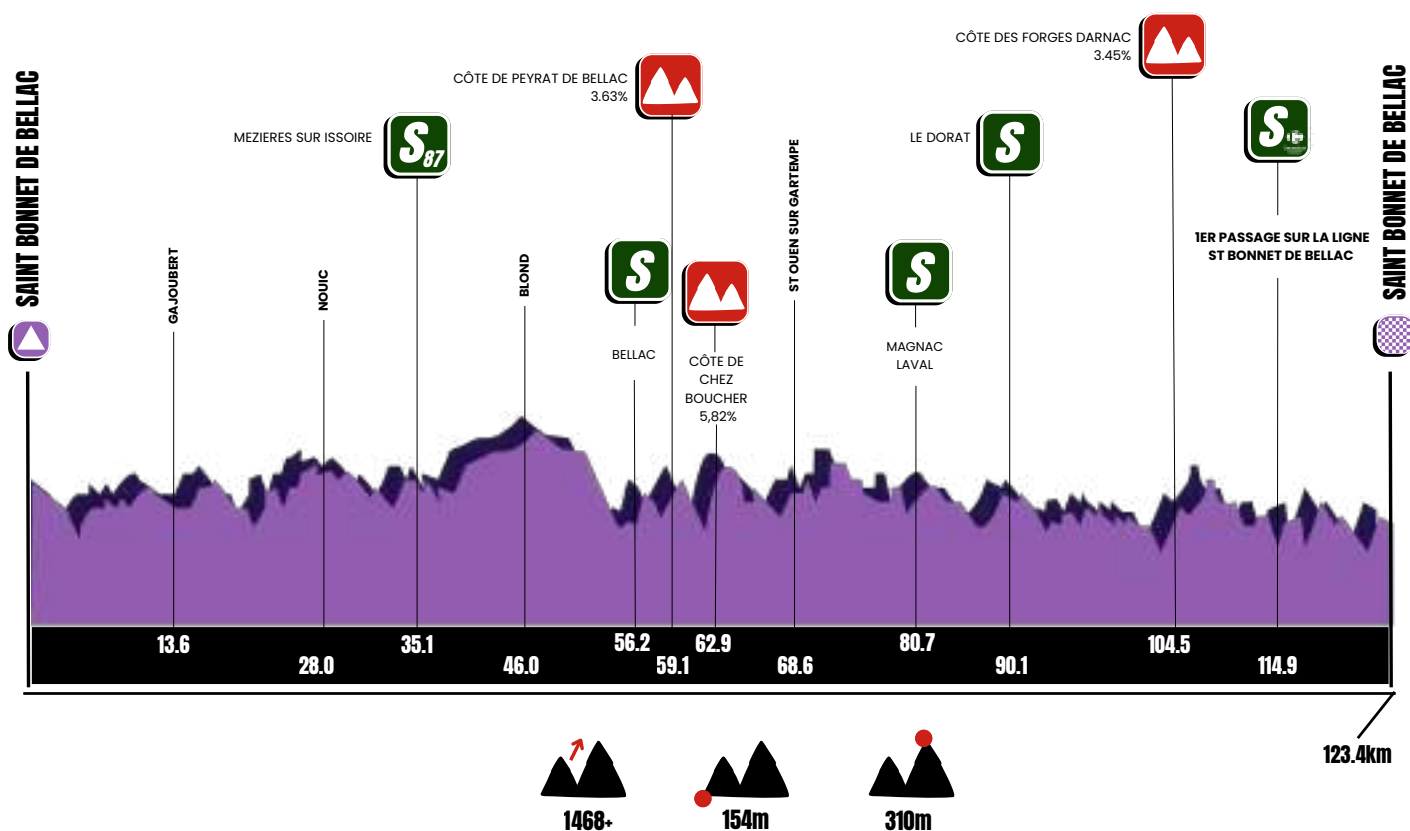 SAINT BONNET DE BELLAC
GAJOUBERT
NOUIC
MEZIERES SUR ISSOIRE
S87
BLOND
CÔTE DE PEYRAT DE BELLAC
3.63%
S
BELLAC
CÔTE DE
CHEZ
BOUCHER
5,82%
ST OUEN SUR GARTEMPE
S
MAGNAC
LAVAL
LE DORAT
S
CÔTE DES FORGES DARNAC
3.45%
S
1ER PASSAGE SUR LA LIGNE
ST BONNET DE BELLAC
SAINT BONNET DE BELLAC
13.6
28.0
35.1
46.0
56.2
59.1
62.9
68.6
80.7
90.1
104.5
114.9
123.4km
1468+
154m
310m